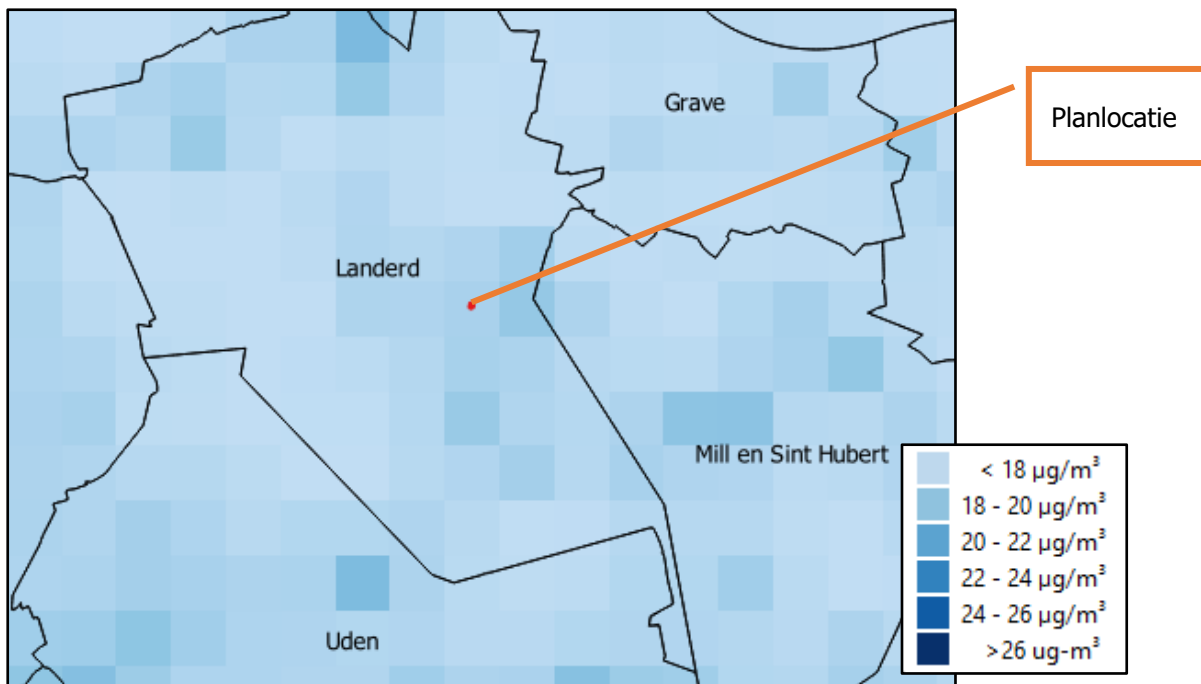 Grave
Planlocatie
Landerd
Mill en Sint Hubert
Uden
< 18 µg/m³
18 - 20 µg/m³
20 - 22 µg/m³
22 - 24 µg/m³
24 - 26 µg/m³
>26 ug-m³